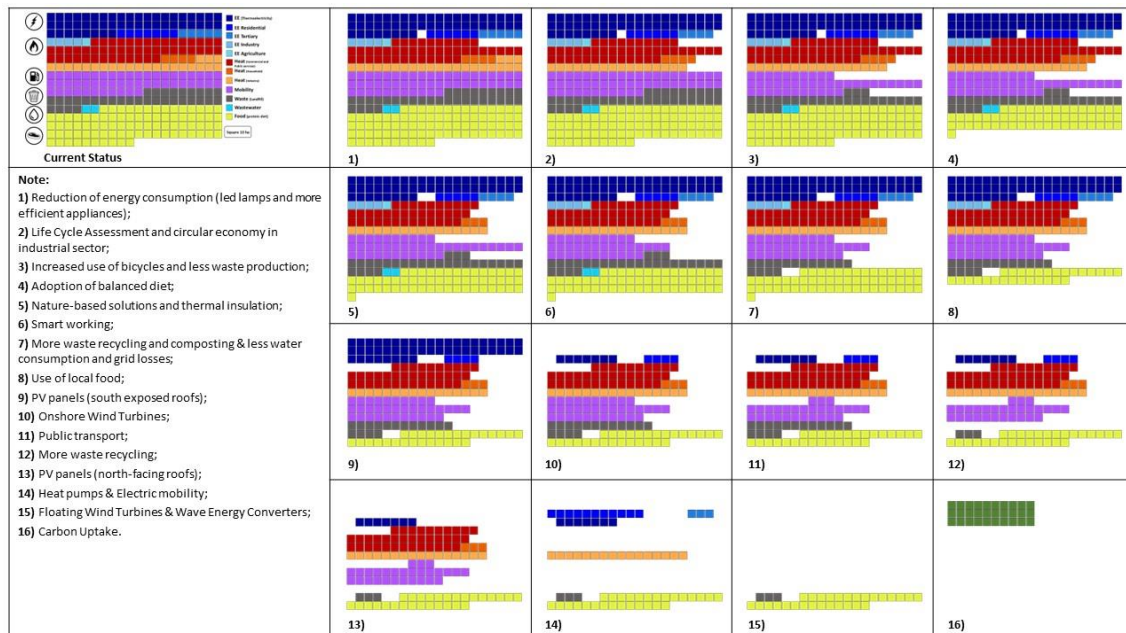 EE (Thermoelectricity)
EE Residential
EE Tertiary
EE Industry
EE Agriculture
Heat
Heat
Heat
Mobility
Waste (Landfill)
Wastewater
Food (protein diet)
Current Status
1)
2)
3)
4)
Note:
1) Reduction of energy consumption (led lamps and more
efficient appliances);
2) Life Cycle Assessment and circular economy in
industrial sector;
3) Increased use of bicycles and less waste production;
4) Adoption of balanced diet;
5) Nature-based solutions and thermal insulation;
6) Smart working;
7) More waste recycling and composting & less water
consumption and grid losses;
8) Use of local food;
9) PV panels (south exposed roofs);
10) Onshore Wind Turbines;
11) Public transport;
12) More waste recycling;
13) PV panels (north-facing roofs);
14) Heat pumps & Electric mobility;
15) Floating Wind Turbines & Wave Energy Converters;
16) Carbon Uptake.
5)
6)
7)
8)
9)
10)
11)
12)
13)
14)
15)
16)